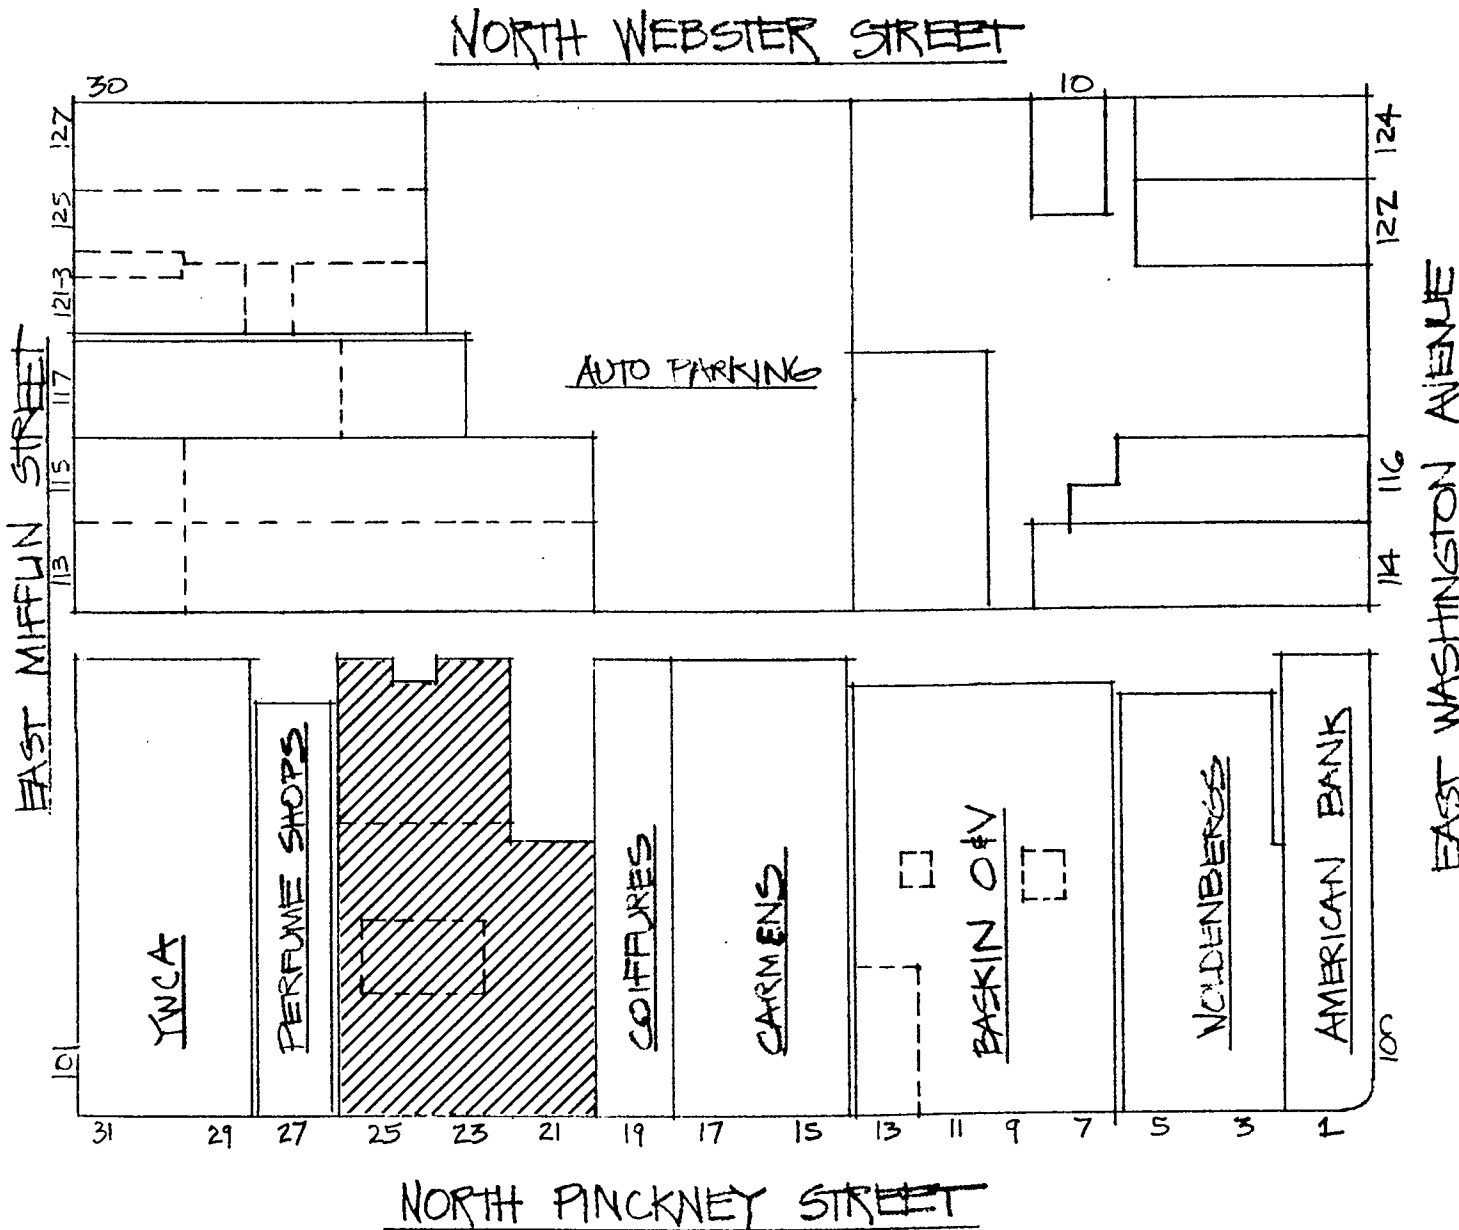 NORTH WEBSTER STREET
30
10
127
125
121-3
117
115
113
101
EAST MIFFLIN STREET
AUTO PARKING
124
122
116
114
EAST WASHINGTON AVENUE
YWCA
PERFUME SHOPS
COIFFURES
CARMENS
BASKIN O&V
WOLDENBERGS
AMERICAN BANK
31 29 27 25 23 21 19 17 15 13 11 9 7 5 3 1
NORTH PINCKNEY STREET